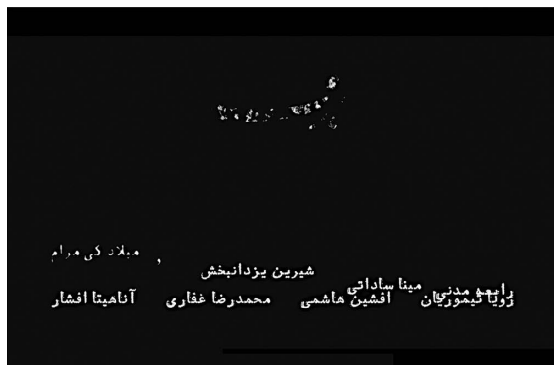 میلاد کی مرام
شیرین یزدانبخش
رابعه مدنی مینا ساداتی
رویا تیموریان افشین هاشمی محمدرضا غفاری آناهیتا افشار